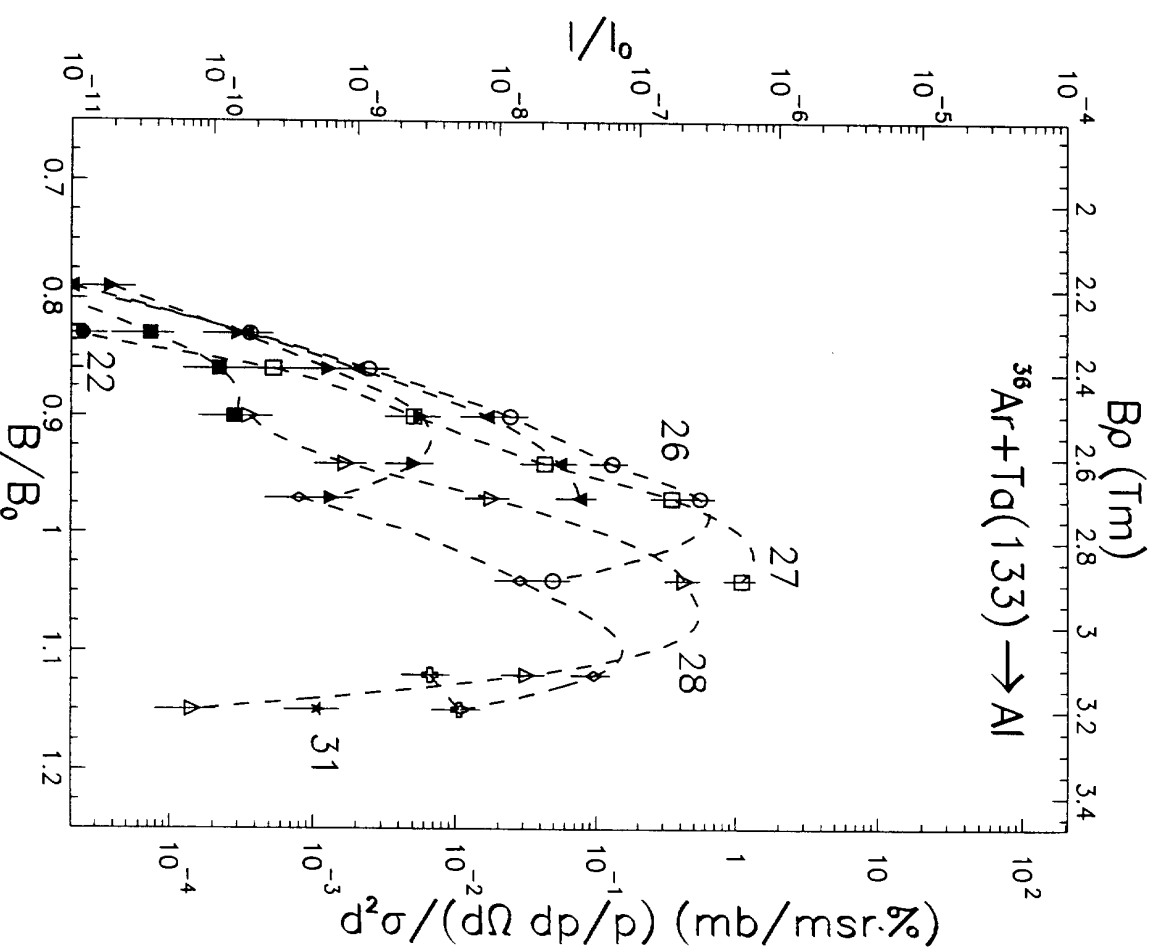 Bρ (Tm)
2 2.2 2.4 2.6 2.8 3 3.2 3.4
³⁶Ar+Ta(133) → Al
I/I₀
10⁻⁴
10⁻⁵
10⁻⁶
10⁻⁷
10⁻⁸
10⁻⁹
10⁻¹⁰
10⁻¹¹
26
27
28
22
31
10²
10
1
10⁻¹
10⁻²
10⁻³
10⁻⁴
d²σ/(dΩ dp/p) (mb/msr.%)
0.7 0.8 0.9 1 1.1 1.2
B/B₀